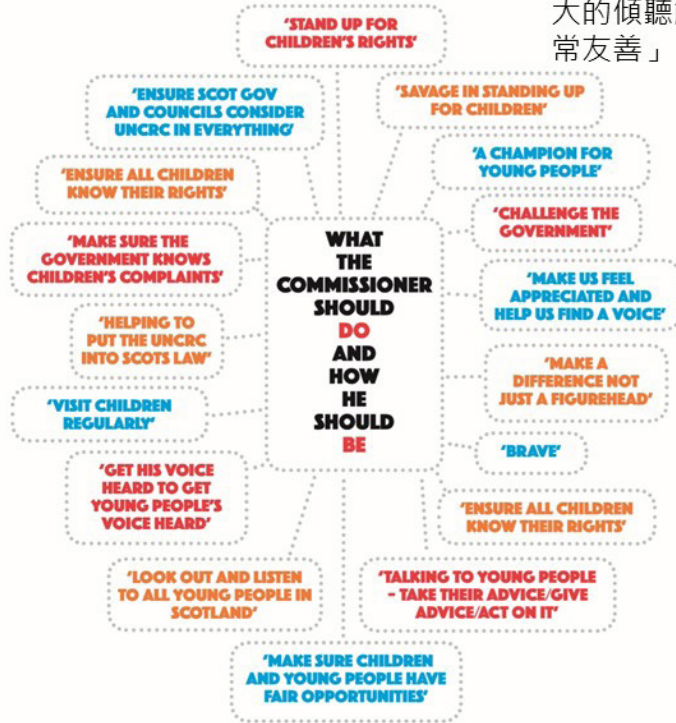 大的傾聽
常友善」
‘STAND UP FOR
CHILDREN’S RIGHTS’
‘ENSURE SCOT GOV
AND COUNCILS CONSIDER
UNCRC IN EVERYTHING’
‘SAVAGE IN STANDING UP
FOR CHILDREN’
‘A CHAMPION FOR
YOUNG PEOPLE’
‘ENSURE ALL CHILDREN
KNOW THEIR RIGHTS’
‘CHALLENGE THE
GOVERNMENT’
‘MAKE SURE THE
GOVERNMENT KNOWS
CHILDREN’S COMPLAINTS’
WHAT
THE
COMMISSIONER
SHOULD
DO
AND
HOW
HE
SHOULD
BE
‘MAKE US FEEL
APPRECIATED AND
HELP US FIND A VOICE’
‘HELPING TO
PUT THE UNCRC
INTO SCOTS LAW’
‘MAKE A
DIFFERENCE NOT
JUST A FIGUREHEAD’
‘VISIT CHILDREN
REGULARLY’
‘BRAVE’
‘GET HIS VOICE
HEARD TO GET
YOUNG PEOPLE’S
VOICE HEARD’
‘ENSURE ALL CHILDREN
KNOW THEIR RIGHTS’
‘LOOK OUT AND LISTEN
TO ALL YOUNG PEOPLE IN
SCOTLAND’
‘TALKING TO YOUNG PEOPLE
– TAKE THEIR ADVICE/GIVE
ADVICE/ACT ON IT’
‘MAKE SURE CHILDREN
AND YOUNG PEOPLE HAVE
FAIR OPPORTUNITIES’